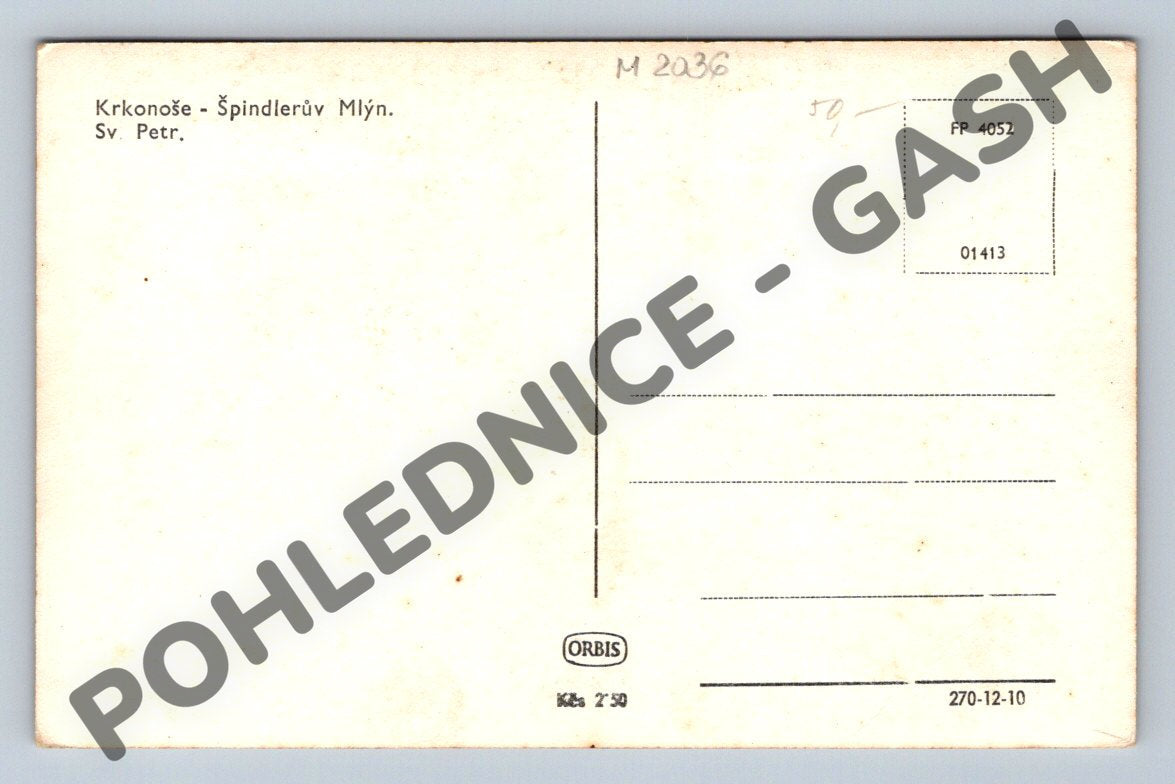 M 2036
Krkonoše - Špindlerův Mlýn.
Sv. Petr.
50,—
FP 4052
01413
POHLEDNICE - GASH
ORBIS
Kčs 2˙50
270-12-10